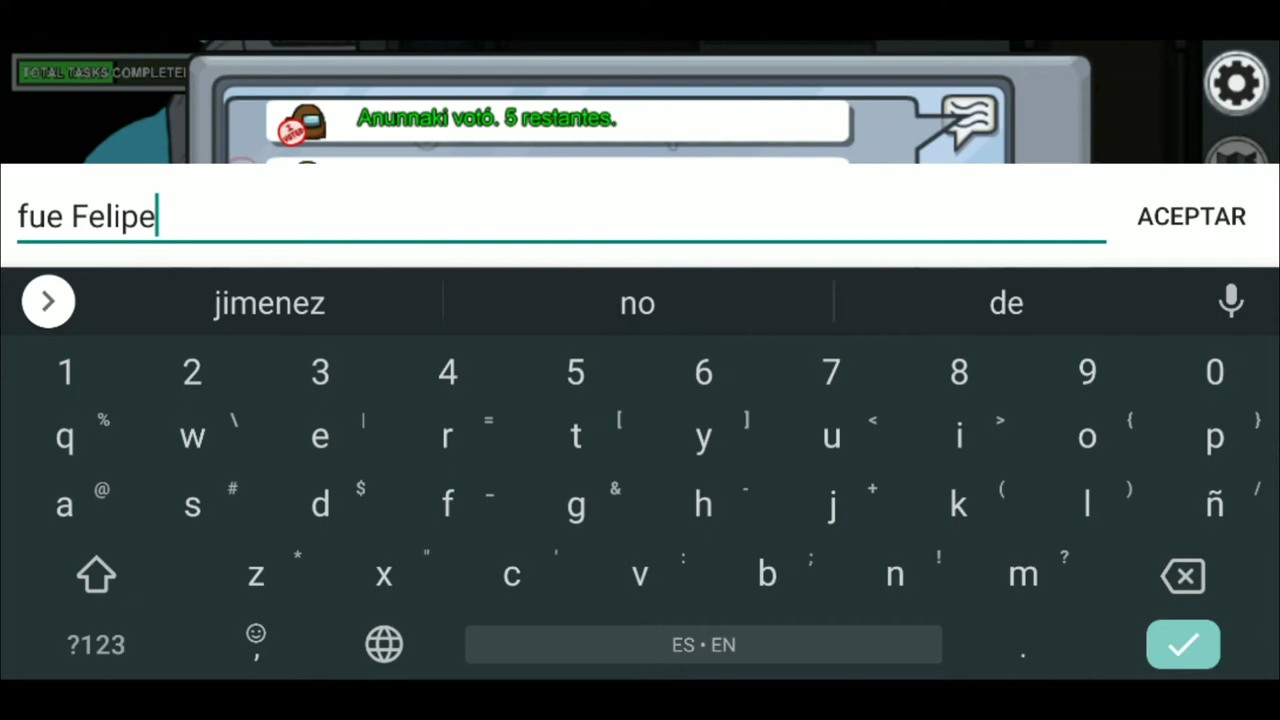 TOTAL TASKS COMPLETE
Anunnaki votó. 5 restantes.
fue Felipe
ACEPTAR
jimenez no de
1 2 3 4 5 6 7 8 9 0
q % w \ e | r = t [ y ] u < i > o { p }
a @ s # d $ f _ g & h - j + k ( l ) ñ /
z * x " c ' v : b ; n ! m ?
?123 , ES • EN .